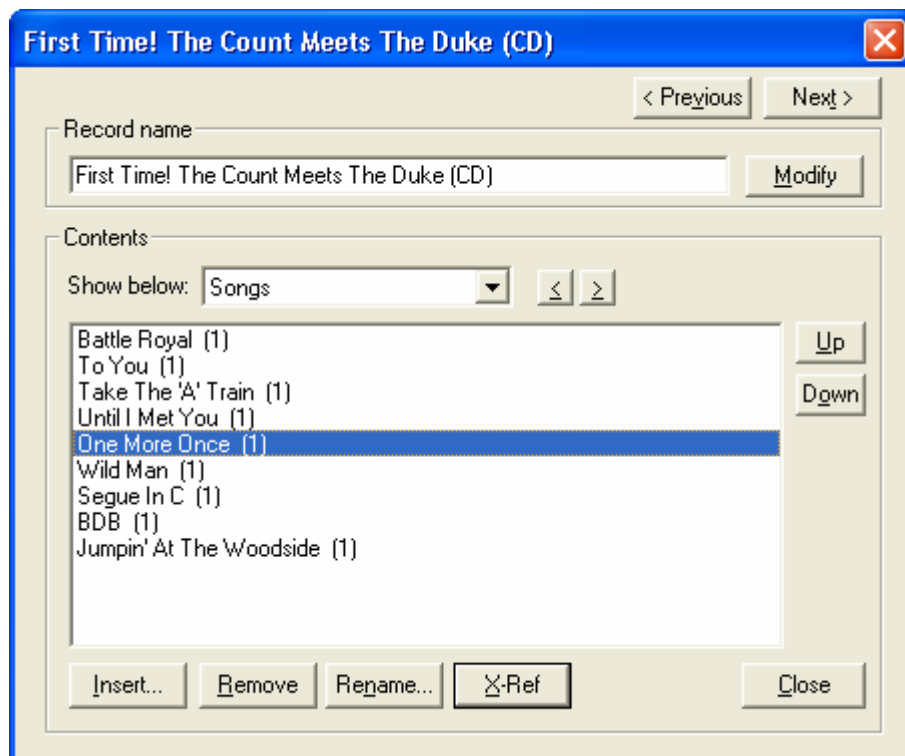 First Time! The Count Meets The Duke (CD)
< Previous
Next >
Record name
First Time! The Count Meets The Duke (CD)
Modify
Contents
Show below:
Songs
<
>
Battle Royal (1)
To You (1)
Take The 'A' Train (1)
Until I Met You (1)
One More Once (1)
Wild Man (1)
Segue In C (1)
BDB (1)
Jumpin' At The Woodside (1)
Up
Down
Insert...
Remove
Rename...
X-Ref
Close